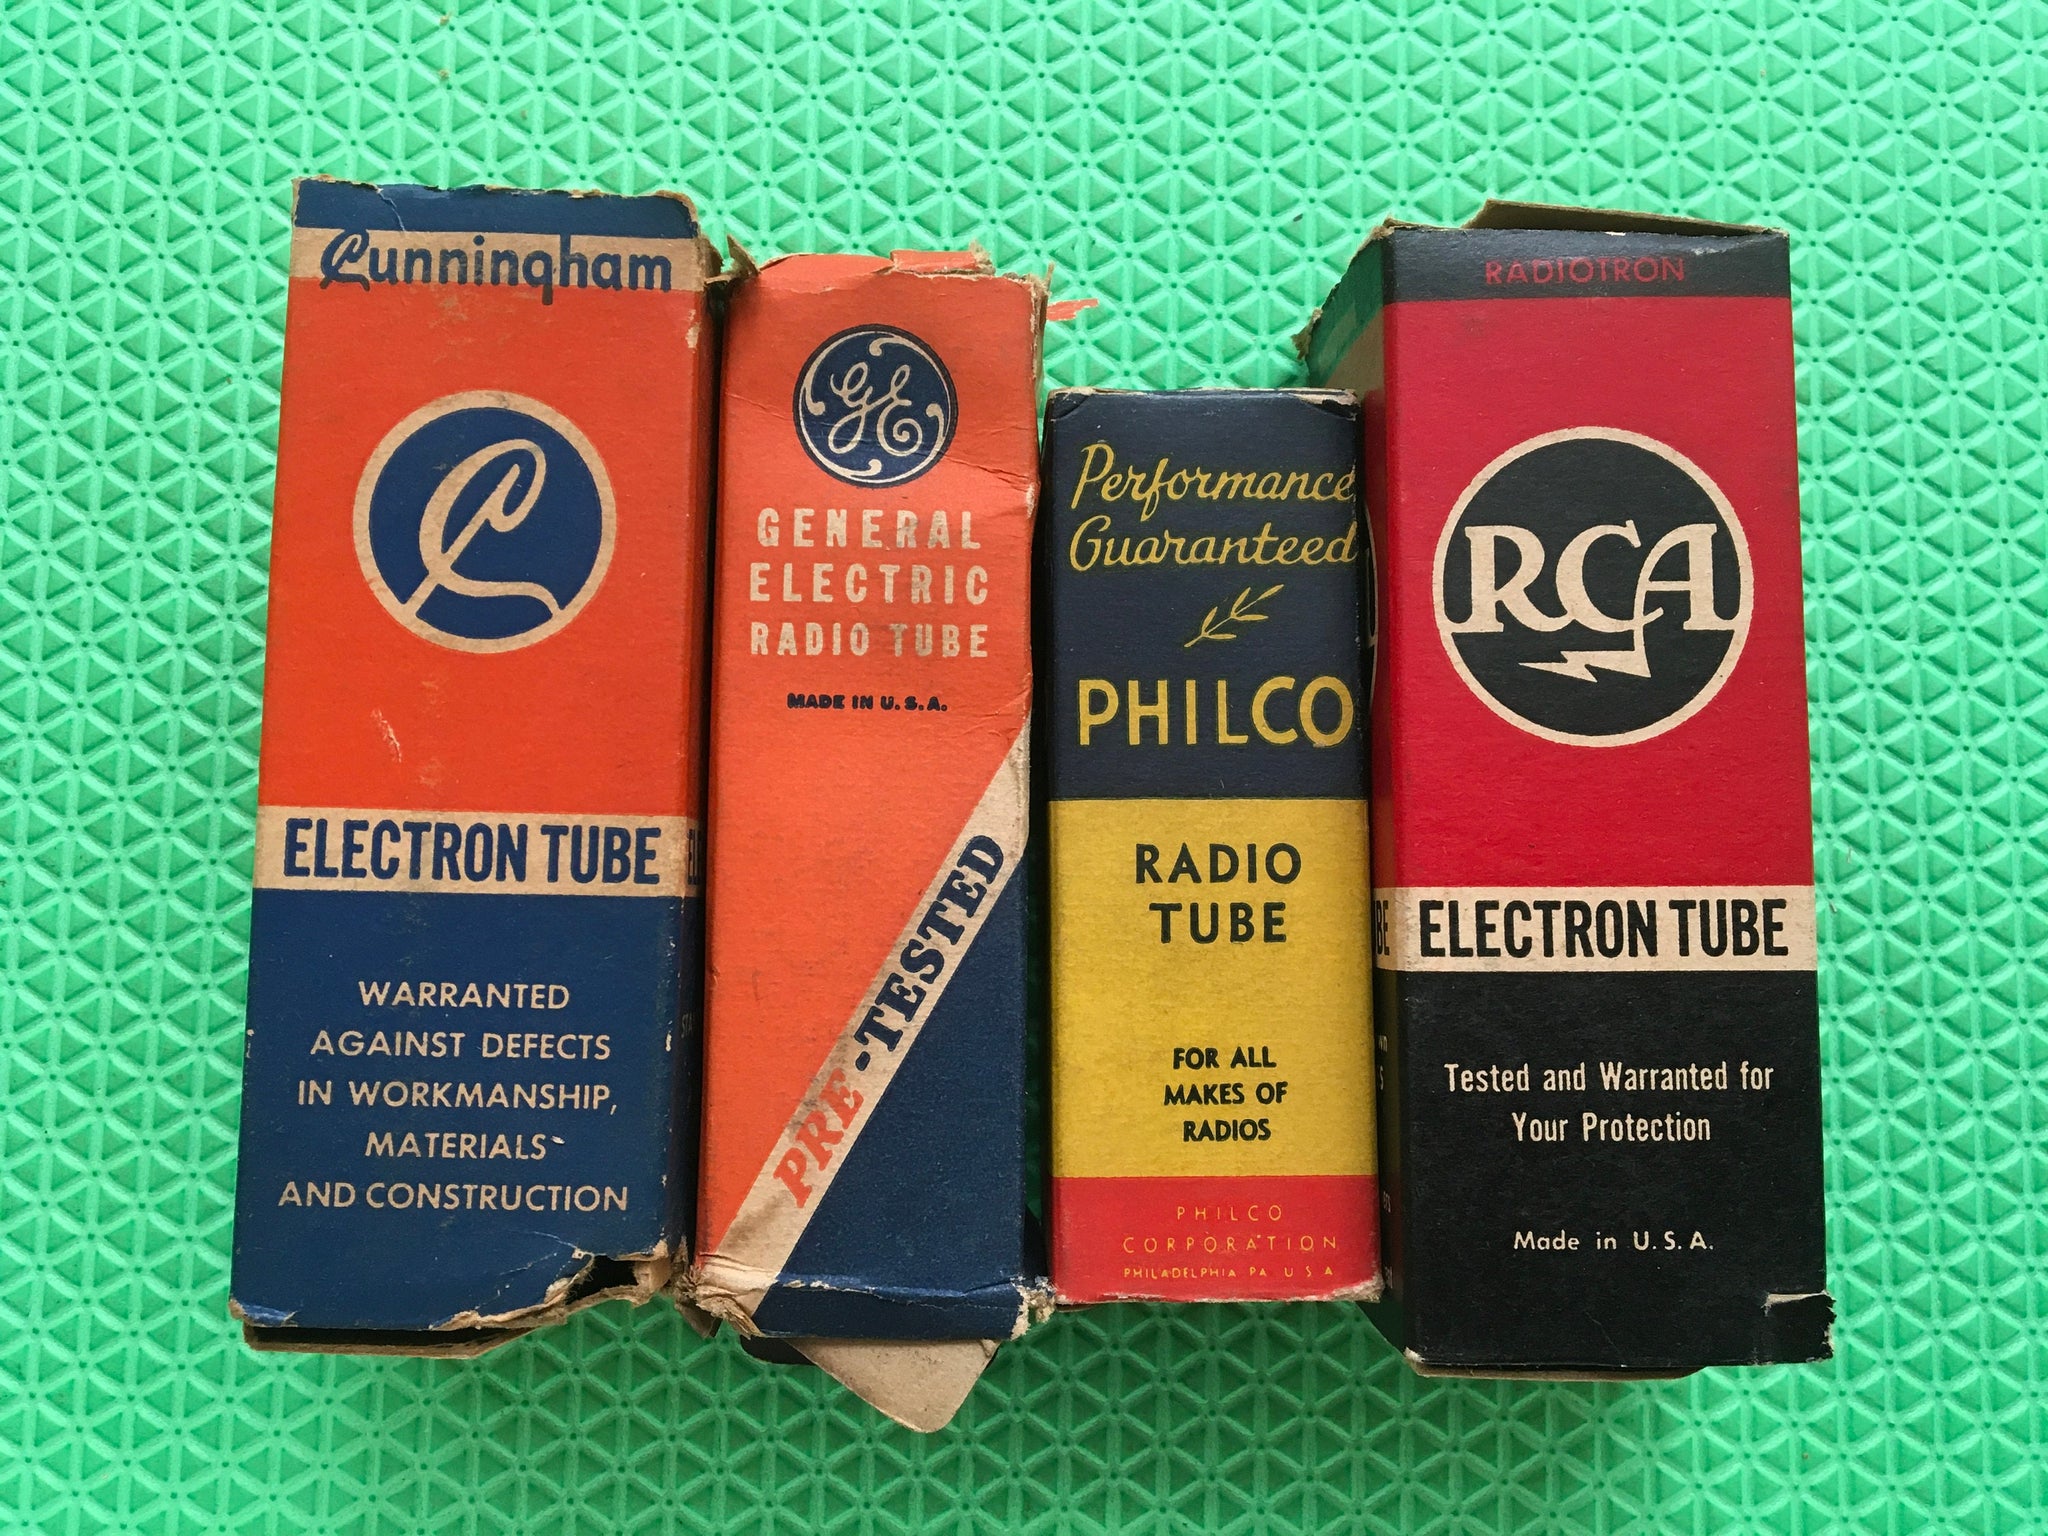 Cunningham
C
ELECTRON TUBE
WARRANTED
AGAINST DEFECTS
IN WORKMANSHIP,
MATERIALS
AND CONSTRUCTION
GE
GENERAL
ELECTRIC
RADIO TUBE
MADE IN U.S.A.
PRE-TESTED
Performance
Guaranteed
PHILCO
RADIO
TUBE
FOR ALL
MAKES OF
RADIOS
PHILCO
CORPORATION
PHILADELPHIA PA U S A
RADIOTRON
RCA
ELECTRON TUBE
Tested and Warranted for
Your Protection
Made in U.S.A.